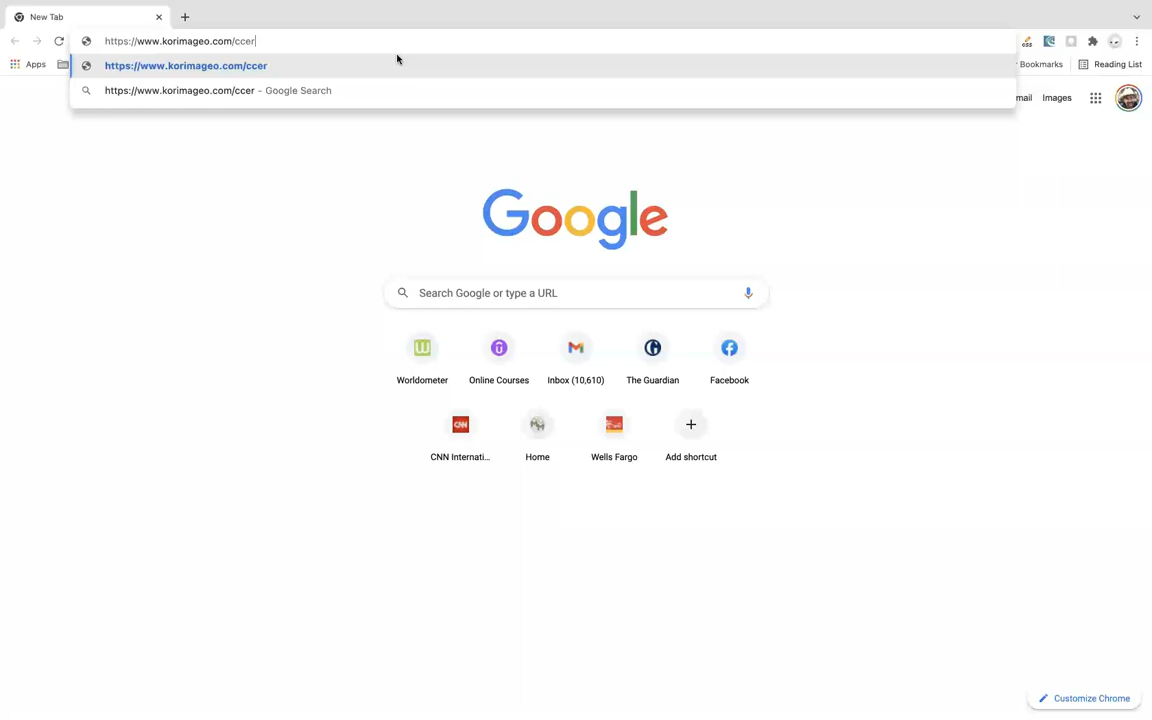 New Tab
https://www.korimageo.com/ccer
https://www.korimageo.com/ccer
Apps
https://www.korimageo.com/ccer - Google Search
Bookmarks
Reading List
mail
Images
Google
Search Google or type a URL
Worldometer
Online Courses
Inbox (10,610)
The Guardian
Facebook
CNN
CNN Internati...
Home
Wells Fargo
Add shortcut
Customize Chrome